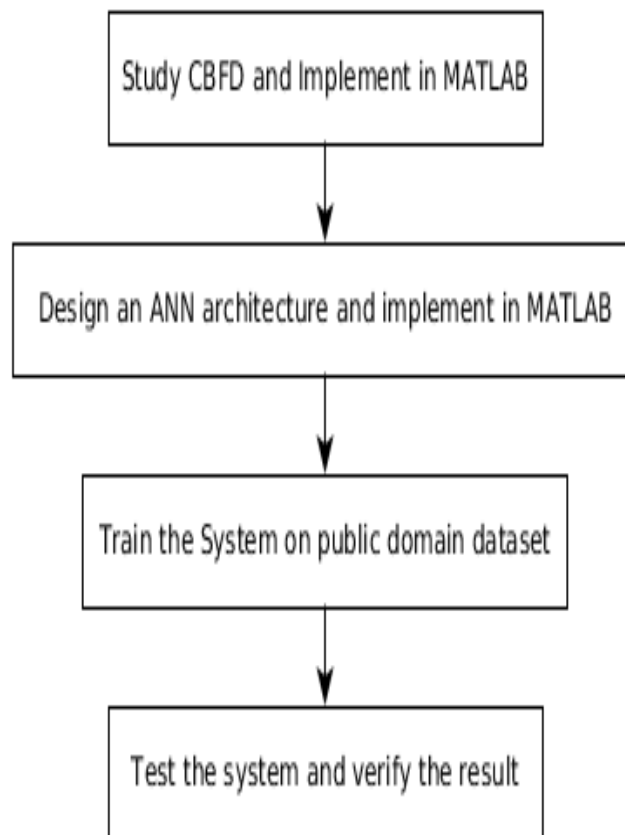 Study CBFD and Implement in MATLAB
Design an ANN architecture and implement in MATLAB
Train the System on public domain dataset
Test the system and verify the result